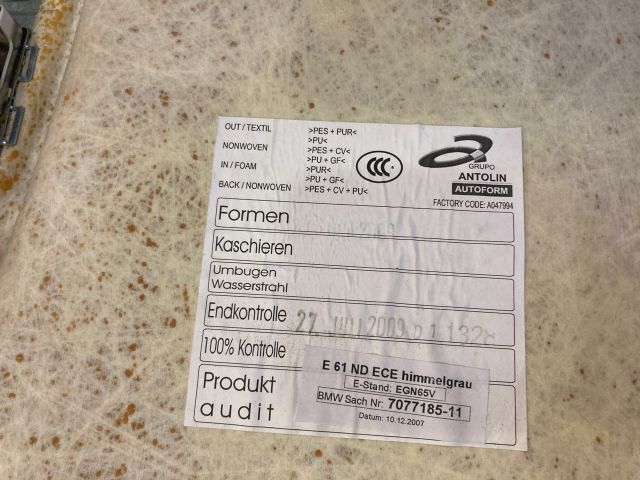 OUT / TEXTIL >PES + PUR<
>PU<
NONWOVEN >PES + CV<
>PU + GF<
IN / FOAM >PUR<
>PU + GF<
BACK / NONWOVEN >PES + CV + PU<
CCC
GRUPO
ANTOLIN
AUTOFORM
FACTORY CODE: A047994
Formen
Kaschieren
Umbugen
Wasserstrahl
Endkontrolle 27 2009
100% Kontrolle
Produkt
audit
E 61 ND ECE himmelgrau
E-Stand: EGN65V
BMW Sach Nr: 7077185-11
Datum: 10.12.2007